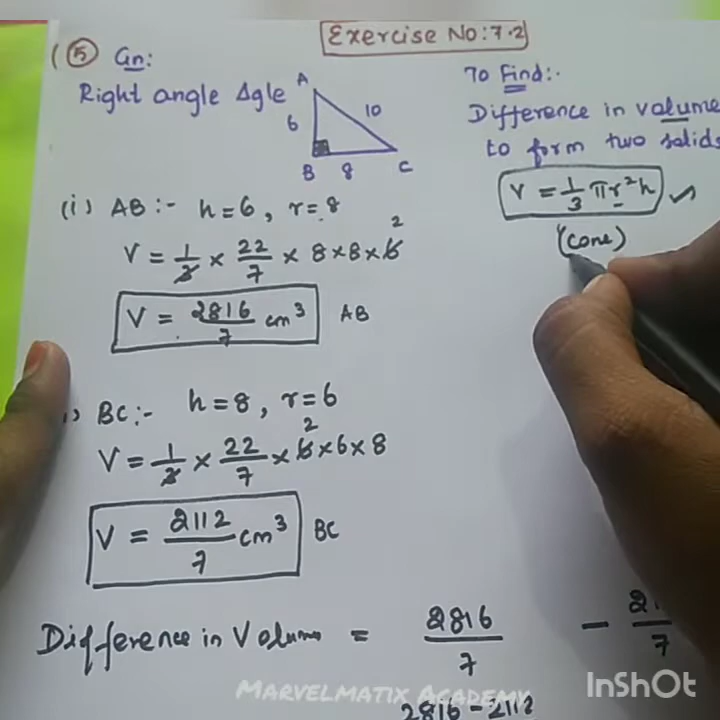 Exercise No: 7.2
(5) Gn:
Right angle Δgle
A
6
10
B 8 C
To Find:-
Difference in valume
to form two solids
V = 1/3 πr²h
(Cone)
(i) AB:- h=6, r=8
V = 1/3 × 22/7 × 8×8×6 2
V = 2816/7 cm³ AB
BC:- h=8, r=6
V = 1/3 × 22/7 × 6×6×8 2
V = 2112/7 cm³ BC
Difference in Volume = 2816/7 -
2816-2112
Marvelmatix Academy
InShOt